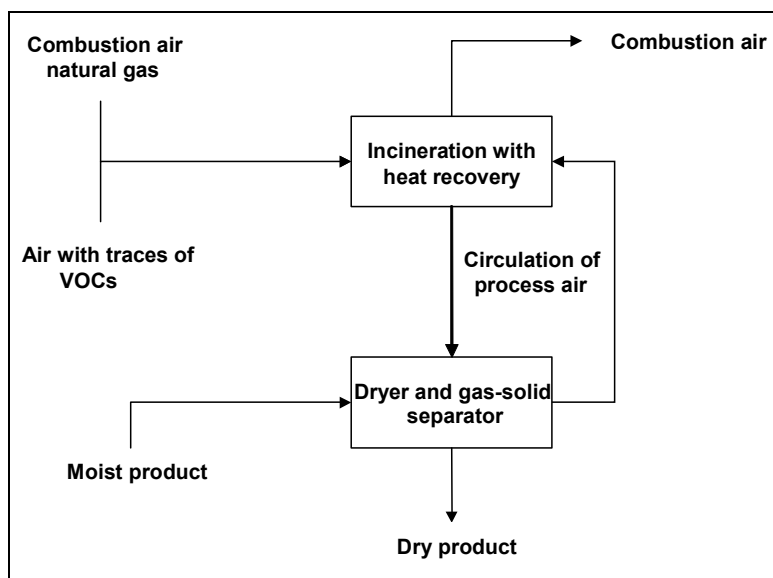 Combustion air
natural gas
Combustion air
Incineration with
heat recovery
Air with traces of
VOCs
Circulation of
process air
Dryer and gas-solid
separator
Moist product
Dry product